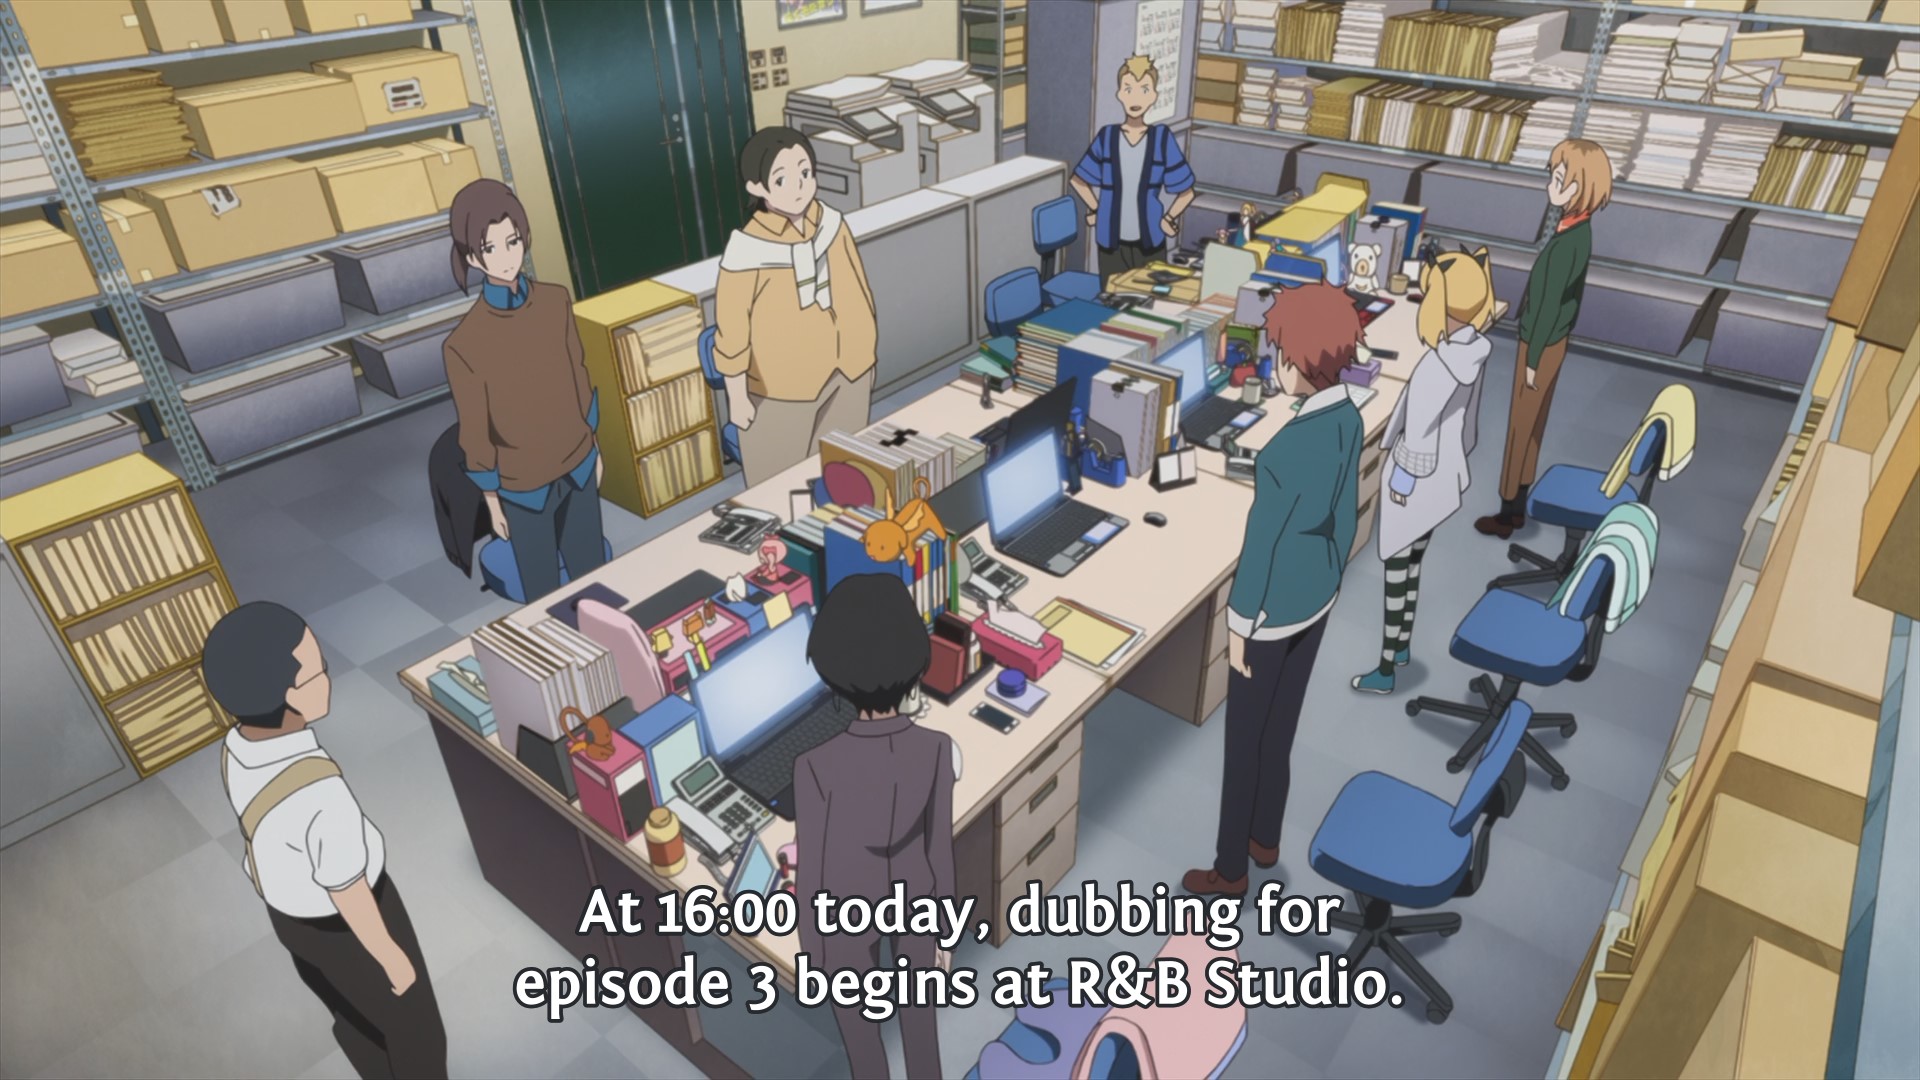 At 16:00 today, dubbing for
episode 3 begins at R&B Studio.